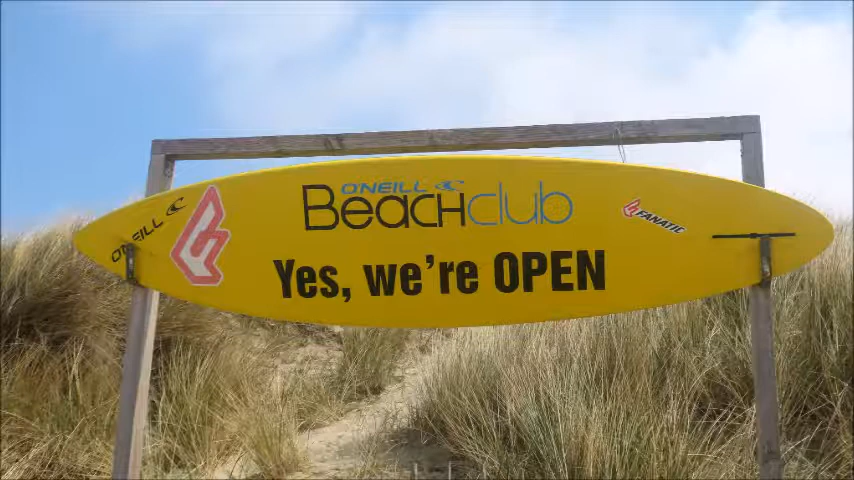 O'NEILL
O'NEILL
Beachclub
FANATIC
Yes, we're OPEN